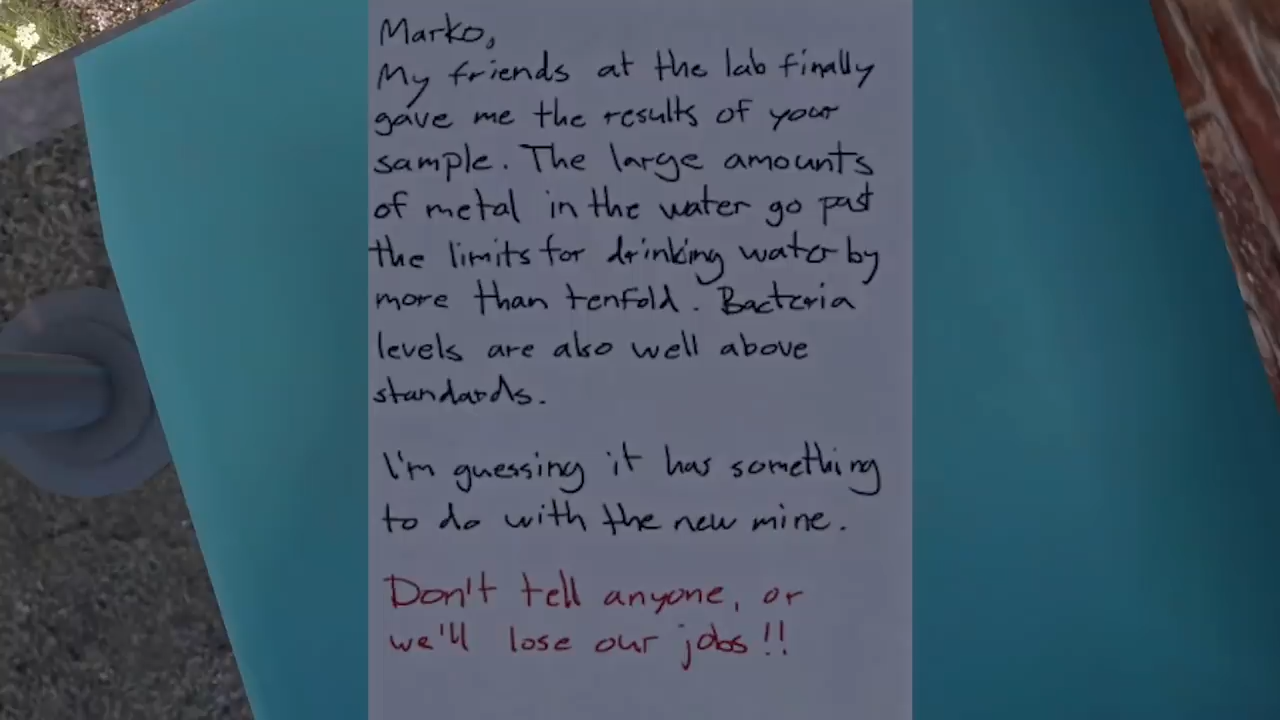 Marko,
My friends at the lab finally
gave me the results of your
sample. The large amounts
of metal in the water go past
the limits for drinking water by
more than tenfold. Bacteria
levels are also well above
standards.
I'm guessing it has something
to do with the new mine.
Don't tell anyone, or
we'll lose our jobs!!